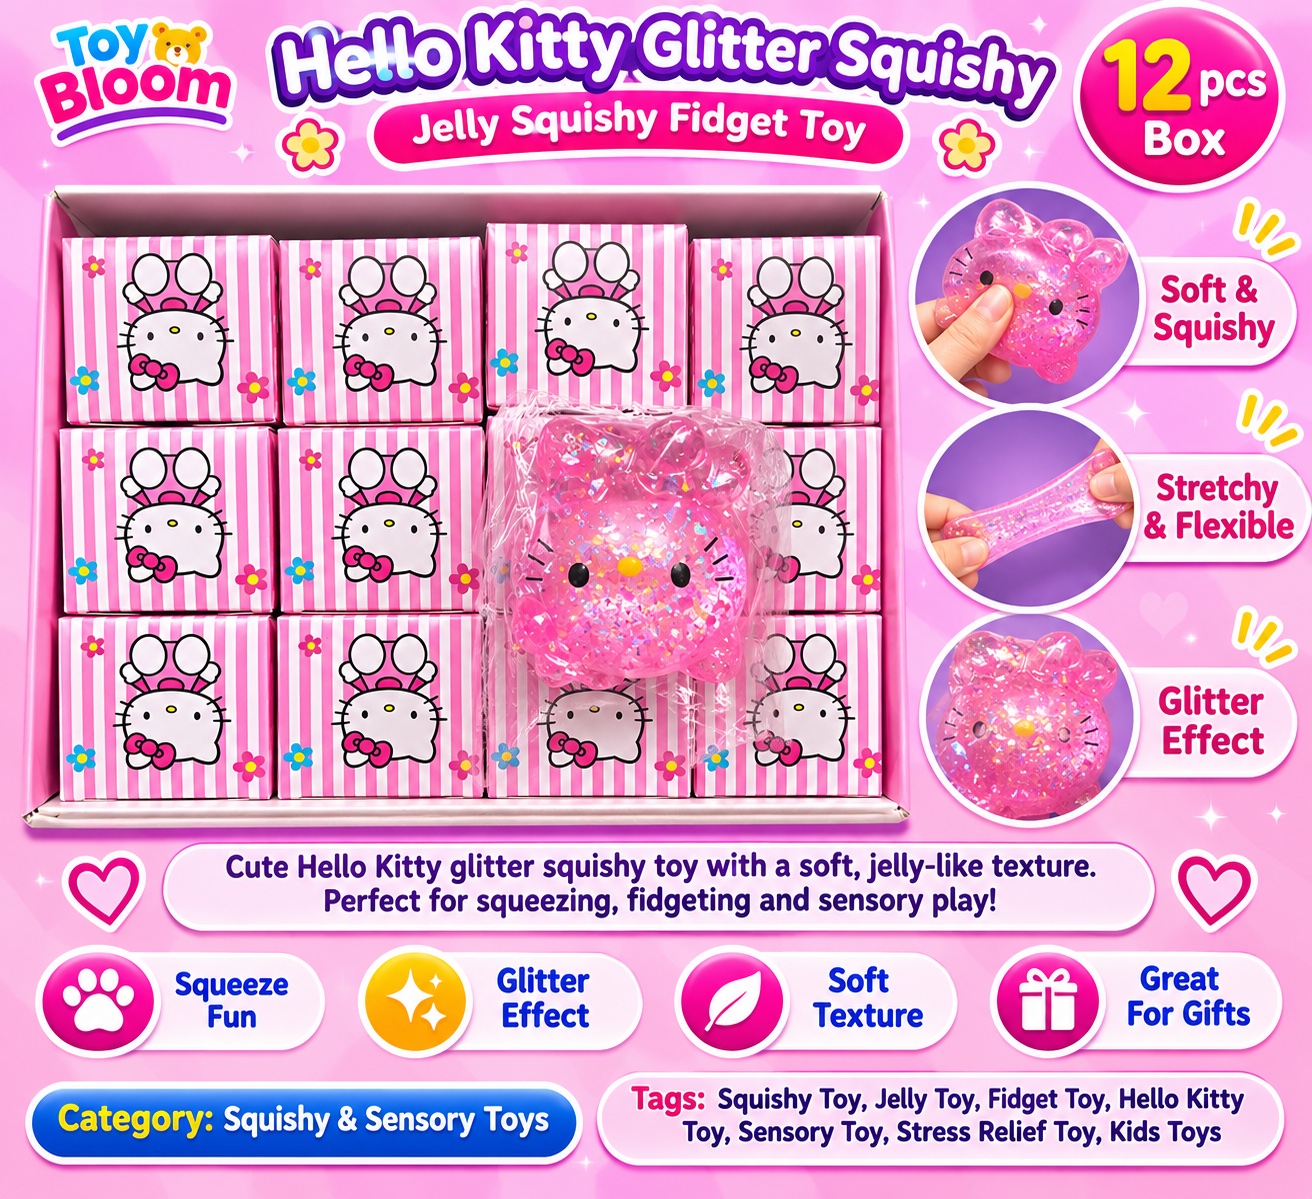 Toy
Bloom
Hello Kitty Glitter Squishy
Jelly Squishy Fidget Toy
12 pcs
Box
Soft &
Squishy
Stretchy
& Flexible
Glitter
Effect
Cute Hello Kitty glitter squishy toy with a soft, jelly-like texture.
Perfect for squeezing, fidgeting and sensory play!
Squeeze
Fun
Glitter
Effect
Soft
Texture
Great
For Gifts
Category: Squishy & Sensory Toys
Tags: Squishy Toy, Jelly Toy, Fidget Toy, Hello Kitty
Toy, Sensory Toy, Stress Relief Toy, Kids Toys